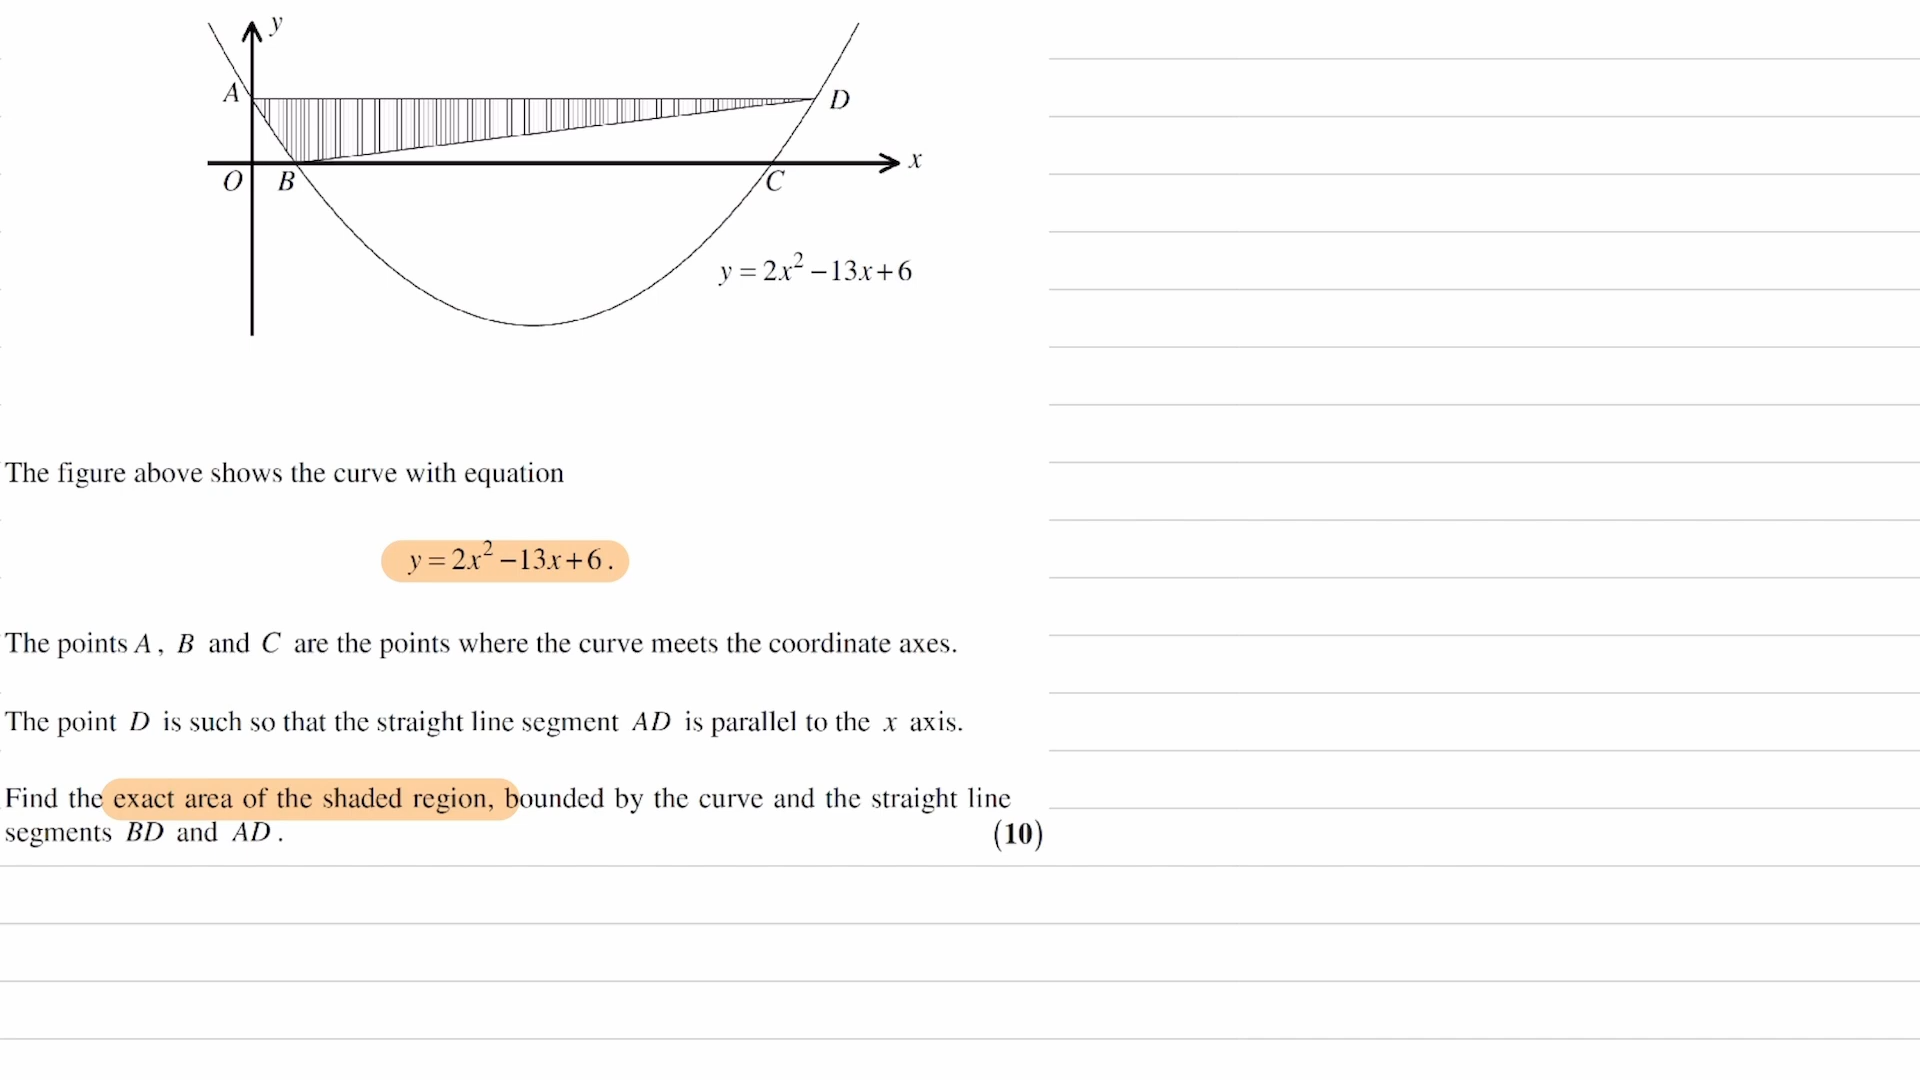 y
A
D
x
O
B
C
y = 2x² − 13x + 6
The figure above shows the curve with equation
y = 2x² − 13x + 6 .
The points A , B and C are the points where the curve meets the coordinate axes.
The point D is such so that the straight line segment AD is parallel to the x axis.
Find the exact area of the shaded region, bounded by the curve and the straight line
segments BD and AD .
(10)